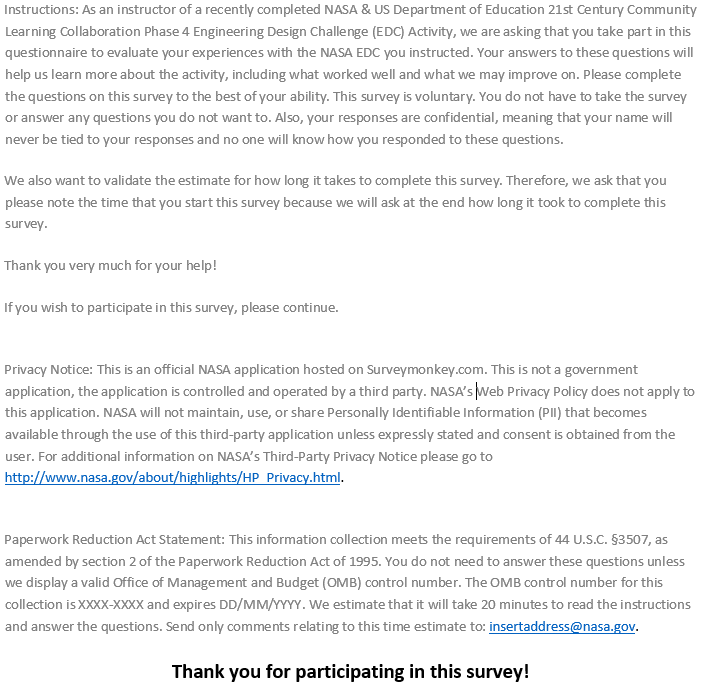 Instructions: As an instructor of a recently completed NASA & US Department of Education 21st Century Community
Learning Collaboration Phase 4 Engineering Design Challenge (EDC) Activity, we are asking that you take part in this
questionnaire to evaluate your experiences with the NASA EDC you instructed. Your answers to these questions will
help us learn more about the activity, including what worked well and what we may improve on. Please complete
the questions on this survey to the best of your ability. This survey is voluntary. You do not have to take the survey
or answer any questions you do not want to. Also, your responses are confidential, meaning that your name will
never be tied to your responses and no one will know how you responded to these questions.
We also want to validate the estimate for how long it takes to complete this survey. Therefore, we ask that you
please note the time that you start this survey because we will ask at the end how long it took to complete this
survey.
Thank you very much for your help!
If you wish to participate in this survey, please continue.
Privacy Notice: This is an official NASA application hosted on Surveymonkey.com. This is not a government
application, the application is controlled and operated by a third party. NASA's Web Privacy Policy does not apply to
this application. NASA will not maintain, use, or share Personally Identifiable Information (PII) that becomes
available through the use of this third-party application unless expressly stated and consent is obtained from the
user. For additional information on NASA's Third-Party Privacy Notice please go to
http://www.nasa.gov/about/highlights/HP_Privacy.html.
Paperwork Reduction Act Statement: This information collection meets the requirements of 44 U.S.C. §3507, as
amended by section 2 of the Paperwork Reduction Act of 1995. You do not need to answer these questions unless
we display a valid Office of Management and Budget (OMB) control number. The OMB control number for this
collection is XXXX-XXXX and expires DD/MM/YYYY. We estimate that it will take 20 minutes to read the instructions
and answer the questions. Send only comments relating to this time estimate to: insertaddress@nasa.gov.
Thank you for participating in this survey!